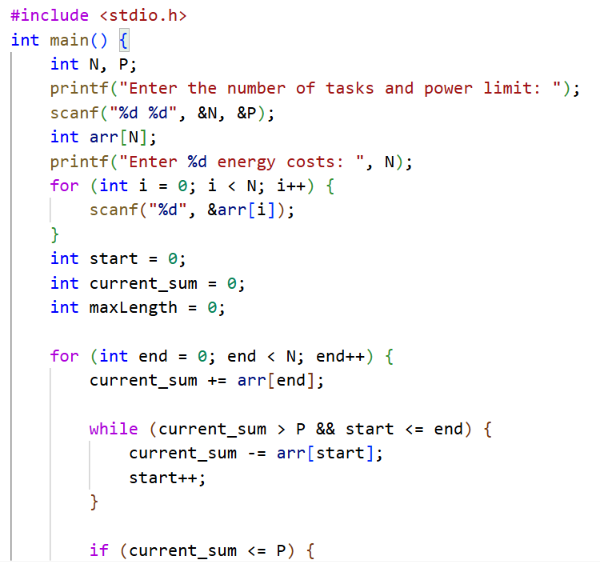 #include <stdio.h>
int main() {
    int N, P;
    printf("Enter the number of tasks and power limit: ");
    scanf("%d %d", &N, &P);
    int arr[N];
    printf("Enter %d energy costs: ", N);
    for (int i = 0; i < N; i++) {
        scanf("%d", &arr[i]);
    }
    int start = 0;
    int current_sum = 0;
    int maxLength = 0;

    for (int end = 0; end < N; end++) {
        current_sum += arr[end];

        while (current_sum > P && start <= end) {
            current_sum -= arr[start];
            start++;
        }

        if (current_sum <= P) {